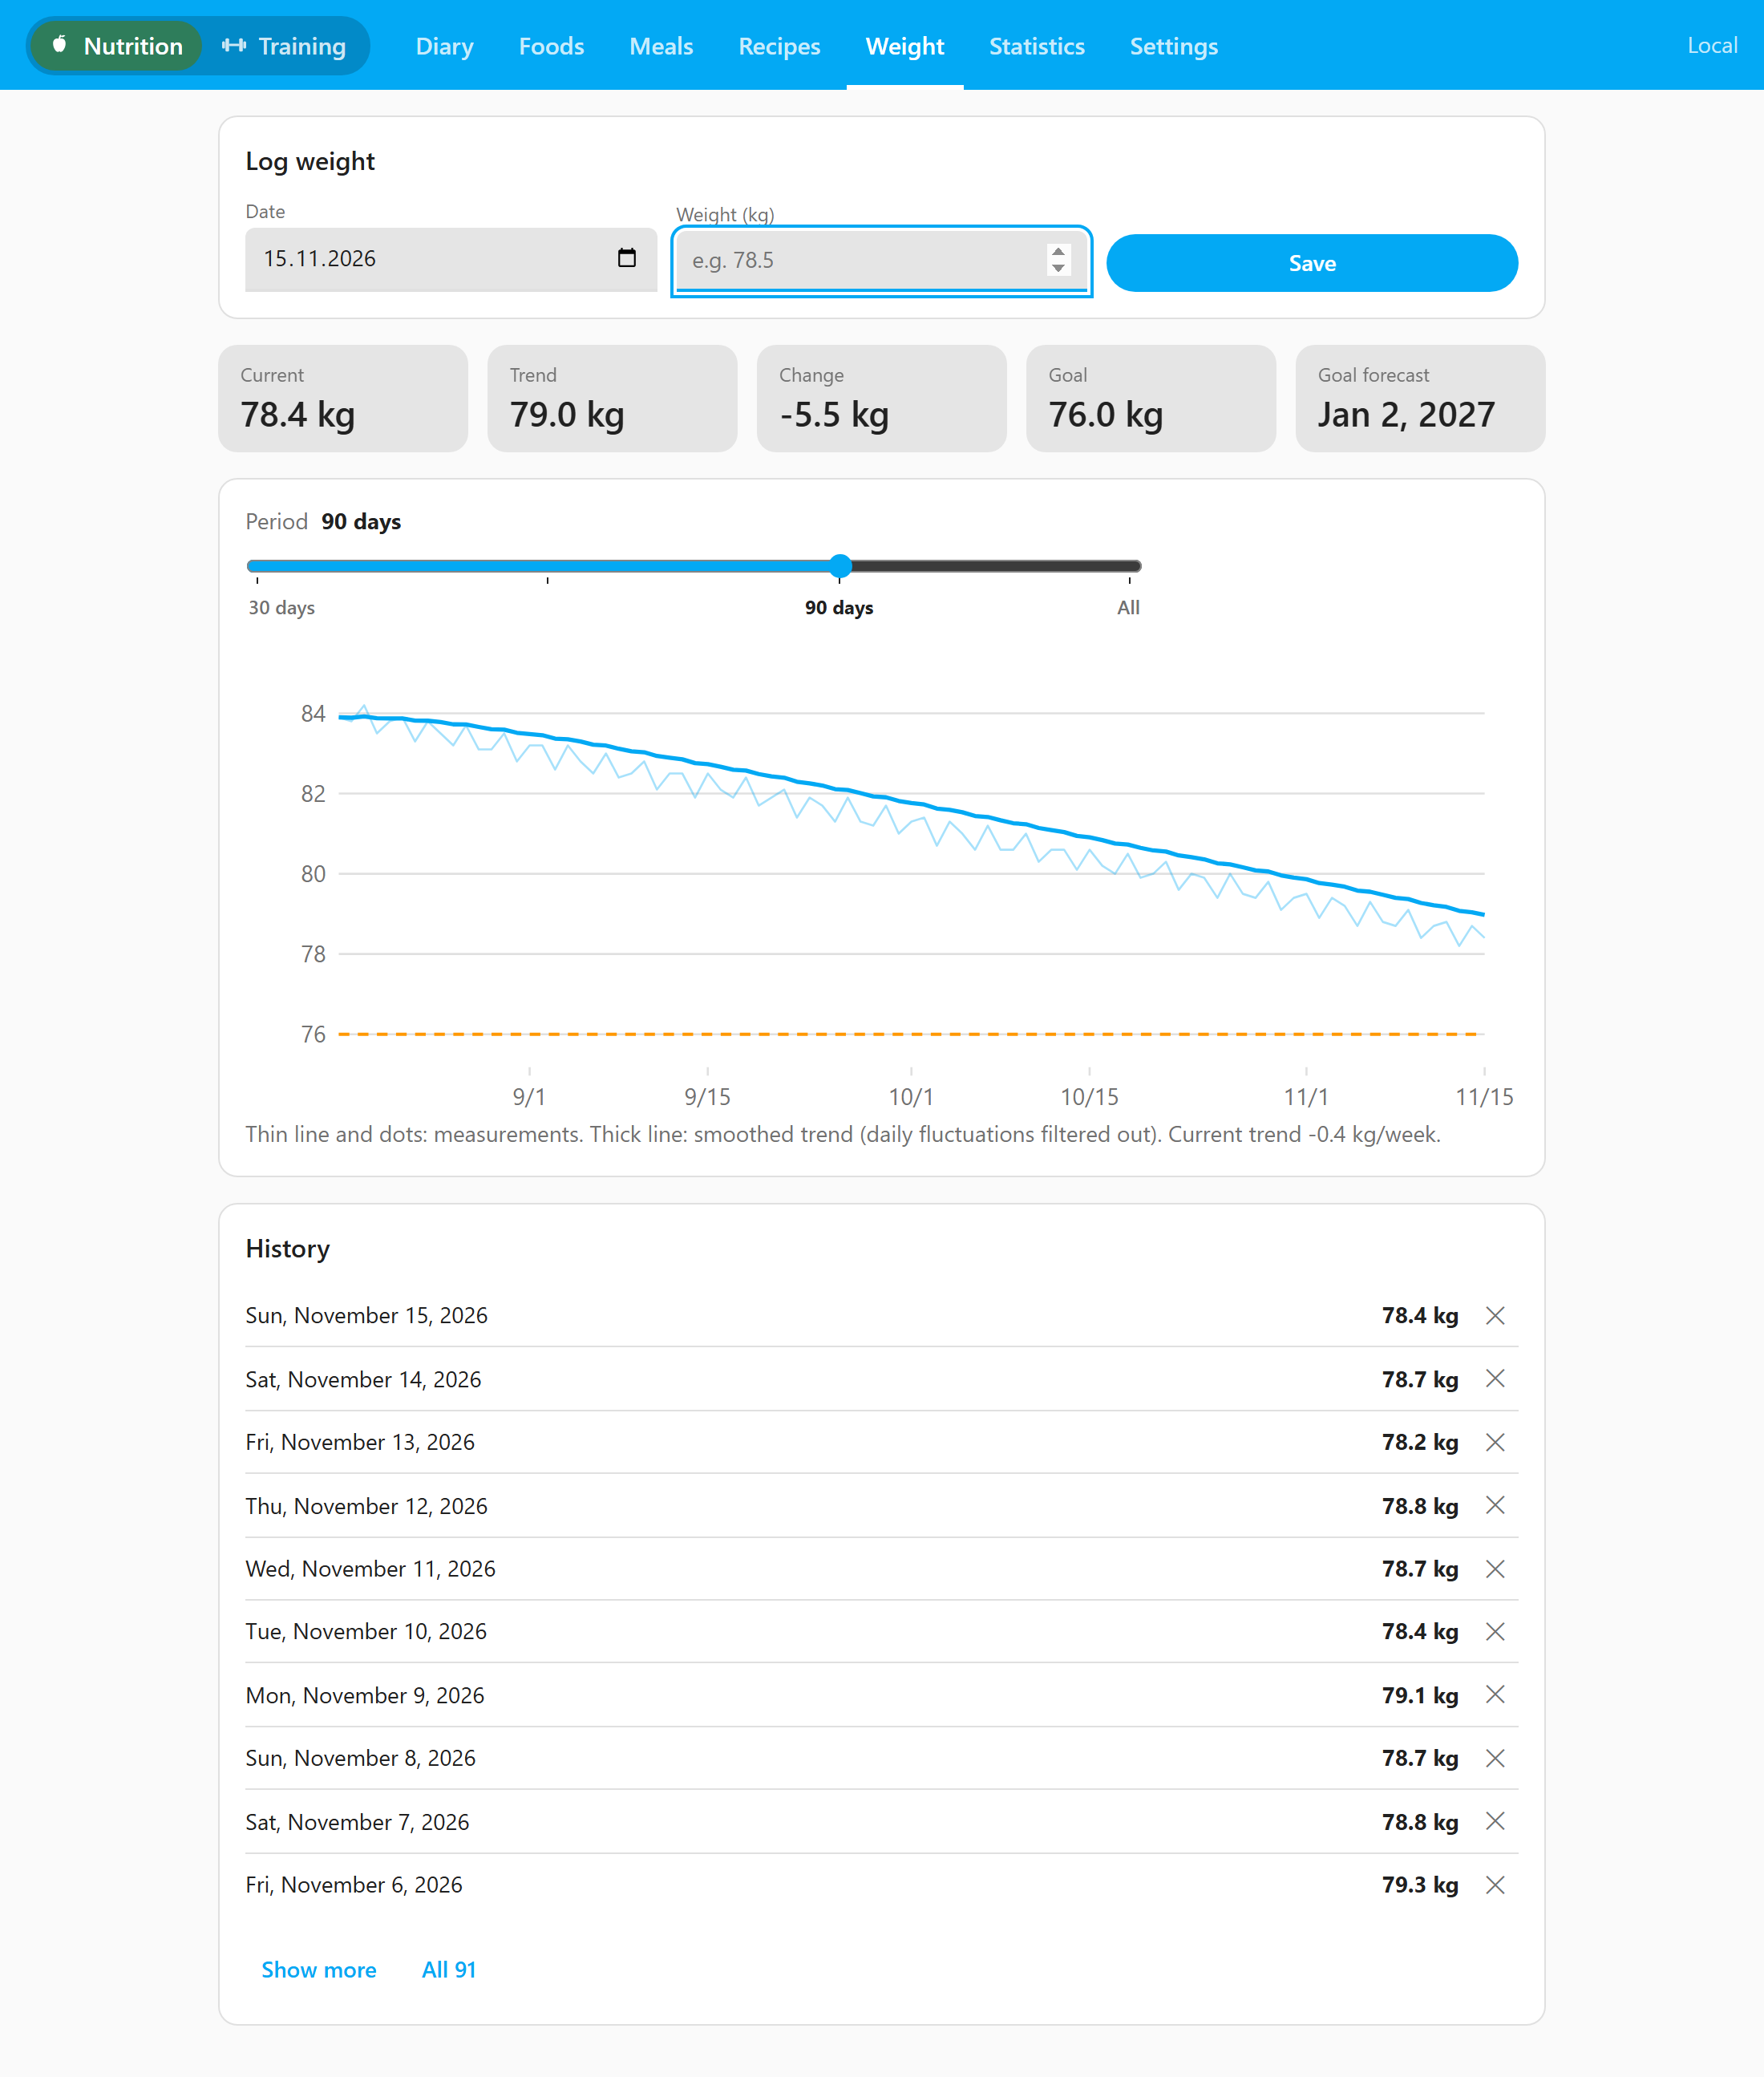 Nutrition Training Diary Foods Meals Recipes Weight Statistics Settings Local
Log weight
Date
15.11.2026
Weight (kg)
e.g. 78.5
Save
Current
78.4 kg
Trend
79.0 kg
Change
-5.5 kg
Goal
76.0 kg
Goal forecast
Jan 2, 2027
Period 90 days
30 days 90 days All
84
82
80
78
76
9/1 9/15 10/1 10/15 11/1 11/15
Thin line and dots: measurements. Thick line: smoothed trend (daily fluctuations filtered out). Current trend -0.4 kg/week.
History
Sun, November 15, 2026 78.4 kg
Sat, November 14, 2026 78.7 kg
Fri, November 13, 2026 78.2 kg
Thu, November 12, 2026 78.8 kg
Wed, November 11, 2026 78.7 kg
Tue, November 10, 2026 78.4 kg
Mon, November 9, 2026 79.1 kg
Sun, November 8, 2026 78.7 kg
Sat, November 7, 2026 78.8 kg
Fri, November 6, 2026 79.3 kg
Show more All 91